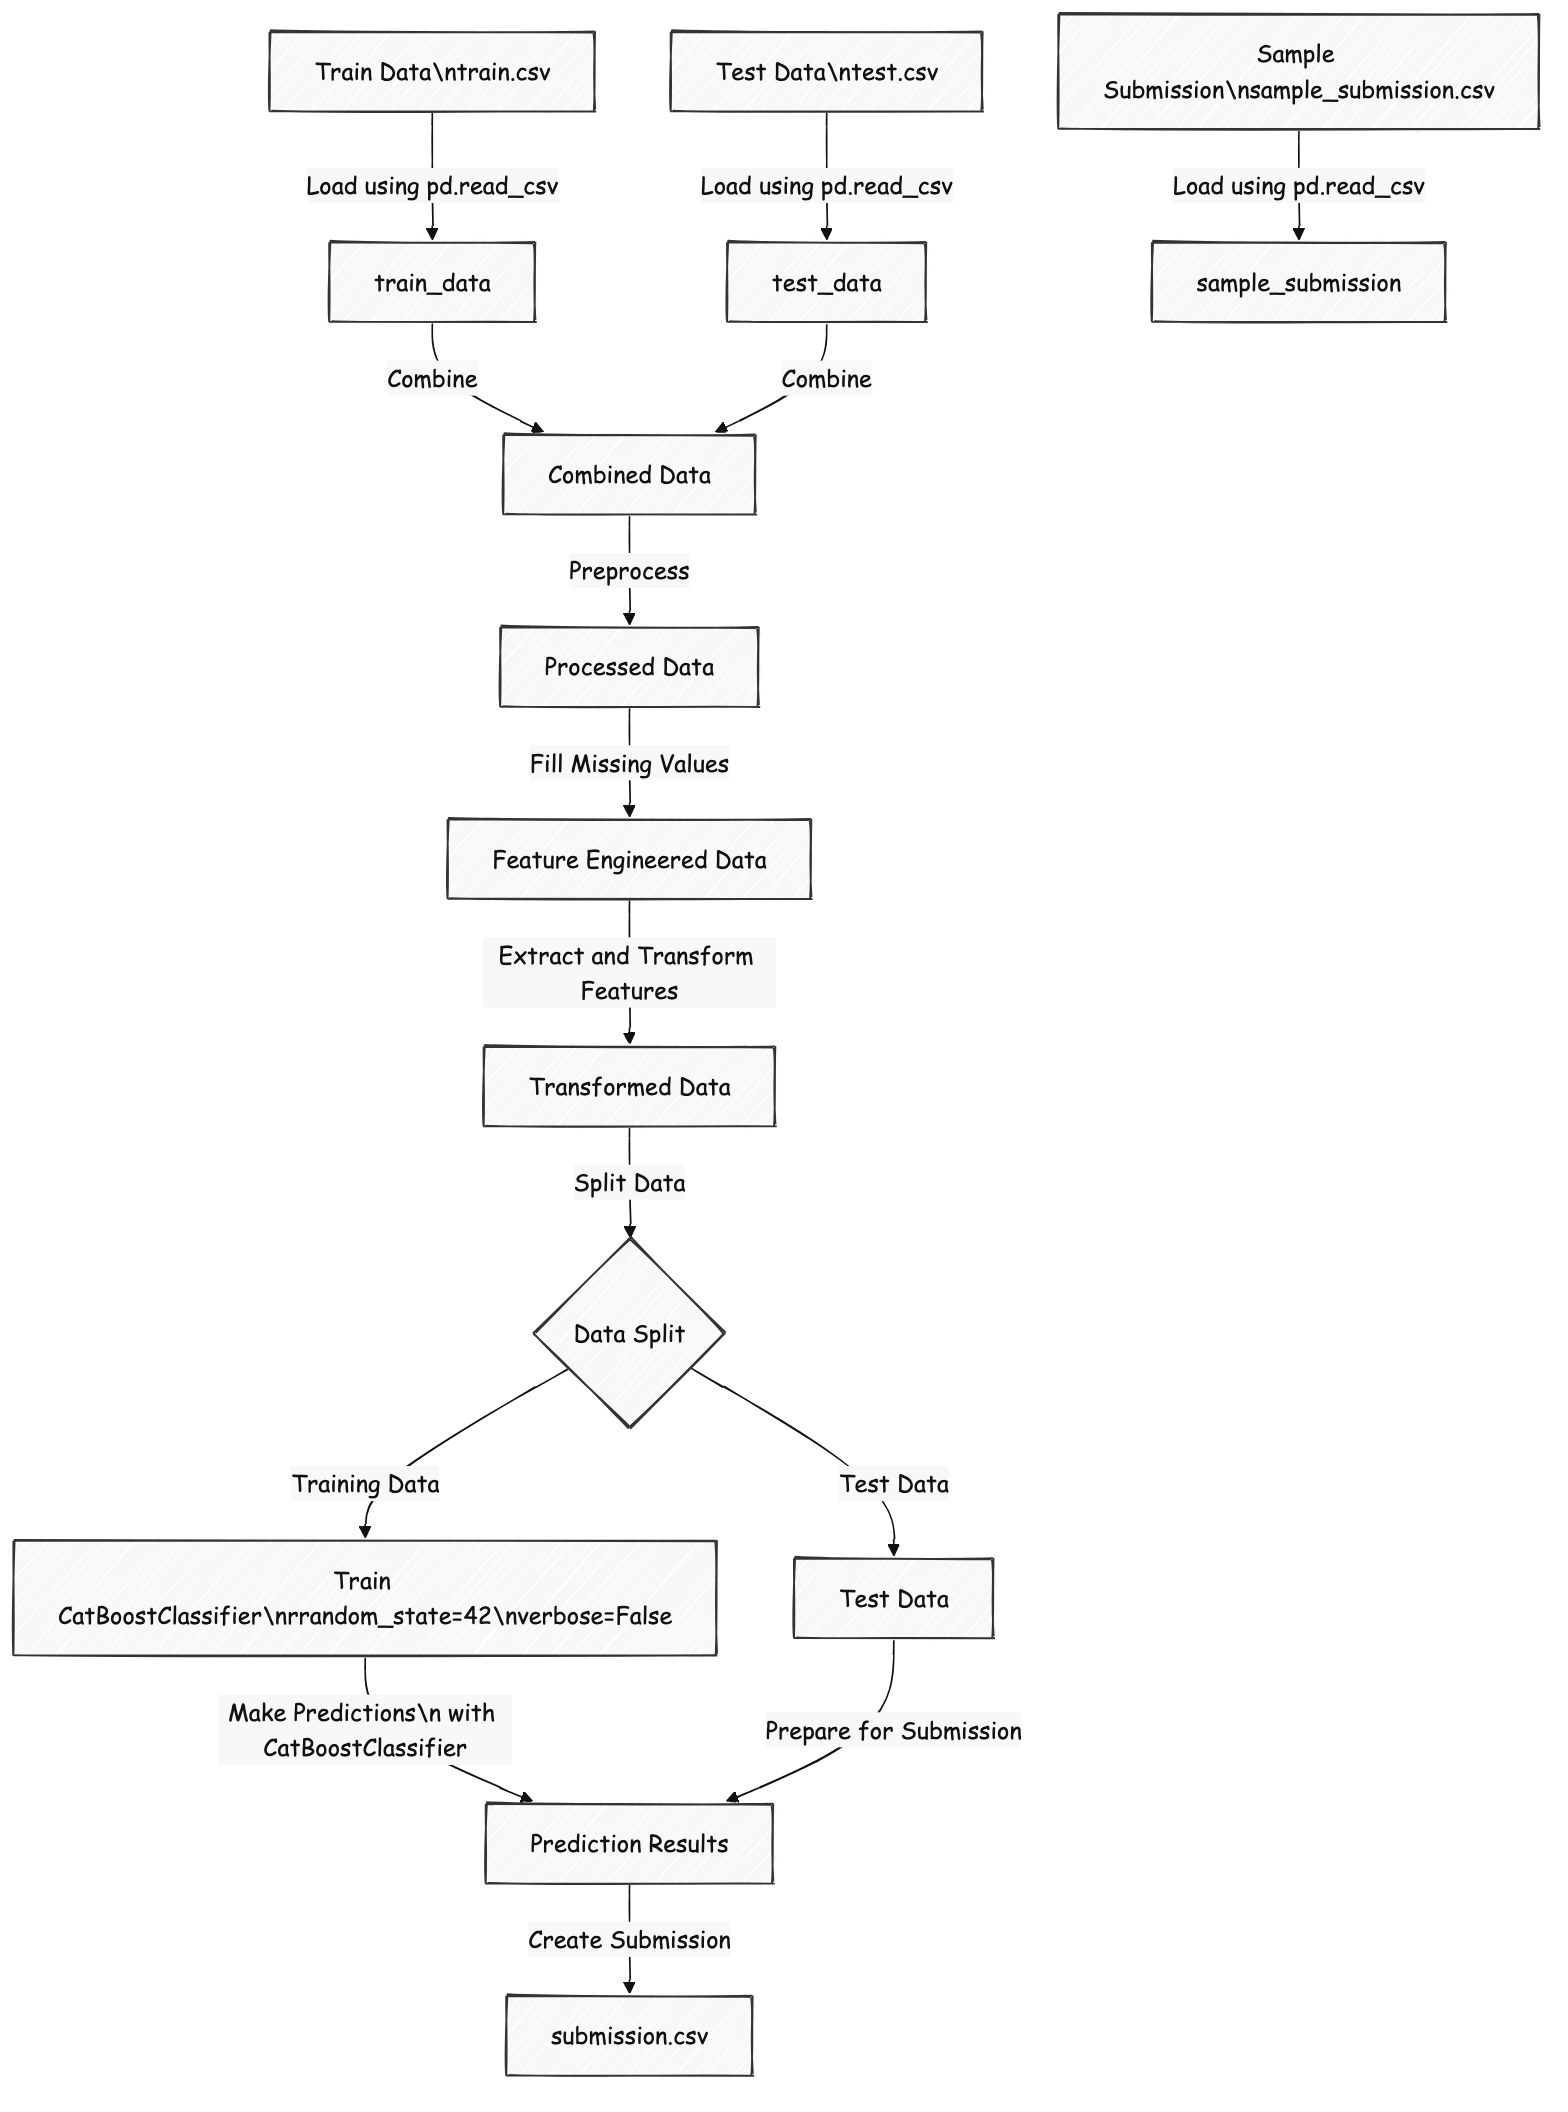 Train Data\ntrain.csv
Test Data\ntest.csv
Sample
Submission\nsample_submission.csv
Load using pd.read_csv
Load using pd.read_csv
Load using pd.read_csv
train_data
test_data
sample_submission
Combine
Combine
Combined Data
Preprocess
Processed Data
Fill Missing Values
Feature Engineered Data
Extract and Transform
Features
Transformed Data
Split Data
Data Split
Training Data
Test Data
Train
CatBoostClassifier\nrrandom_state=42\nverbose=False
Test Data
Make Predictions\n with
CatBoostClassifier
Prepare for Submission
Prediction Results
Create Submission
submission.csv